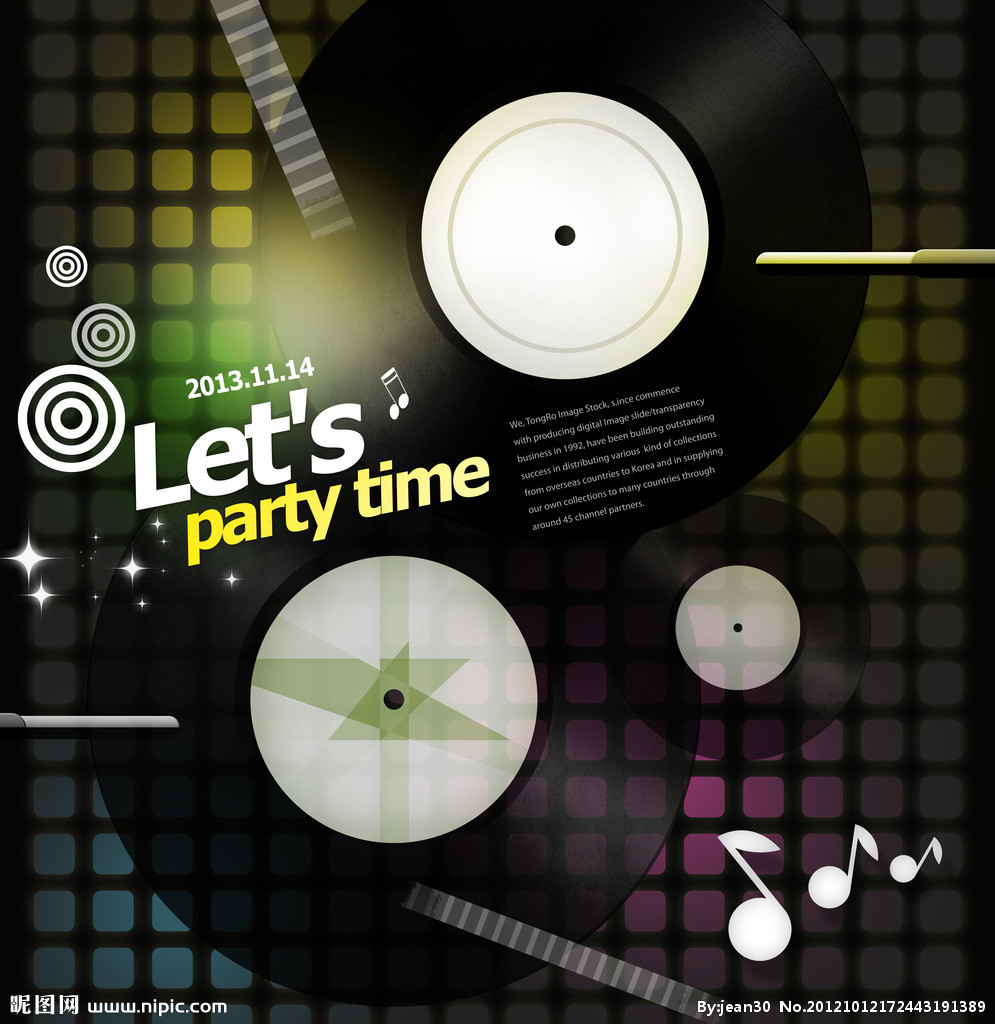 2013.11.14
Let's
party time
We, TongRo Image Stock, s.ince commence
with producing digital Image slide/transparency
business in 1992, have been building outstanding
success in distributing various kind of collections
from overseas countries to Korea and in supplying
our own collections to many countries through
around 45 channel partners.
昵图网 www.nipic.com
By:jean30 No.20121012172443191389